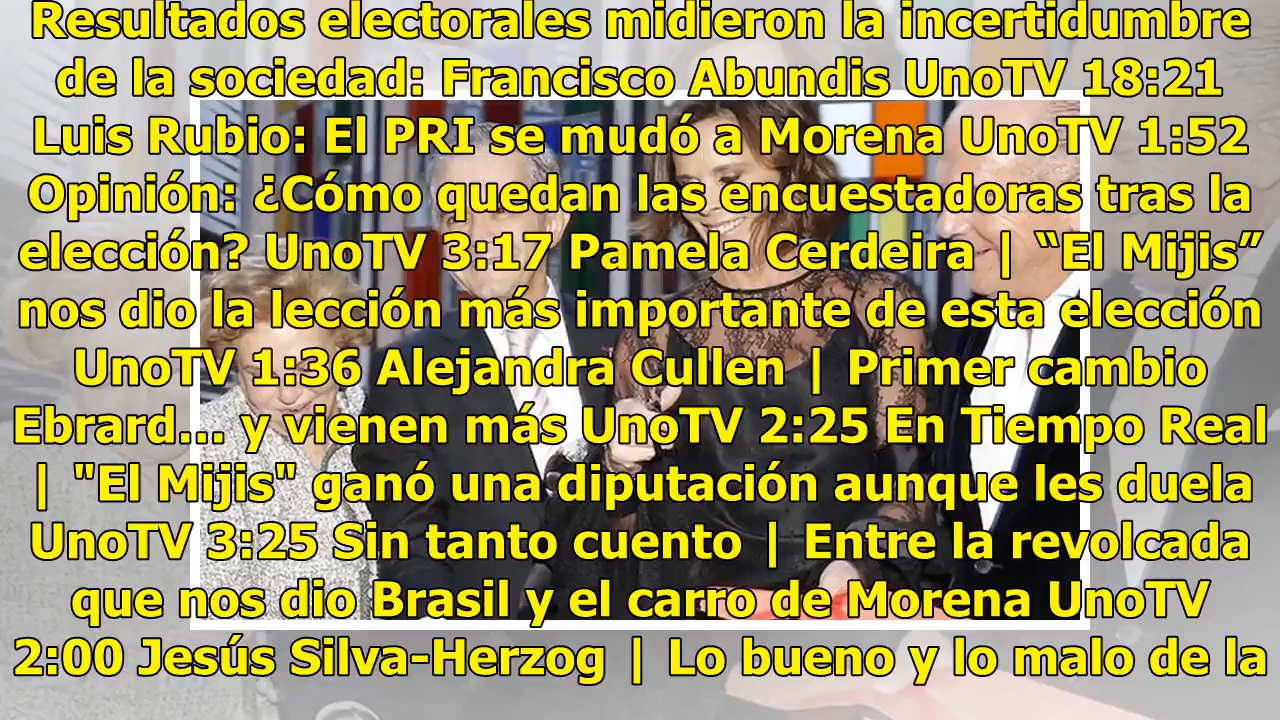 Resultados electorales midieron la incertidumbre
de la sociedad: Francisco Abundis UnoTV 18:21
Luis Rubio: El PRI se mudó a Morena UnoTV 1:52
Opinión: ¿Cómo quedan las encuestadoras tras la
elección? UnoTV 3:17 Pamela Cerdeira | “El Mijis”
nos dio la lección más importante de esta elección
UnoTV 1:36 Alejandra Cullen | Primer cambio
Ebrard... y vienen más UnoTV 2:25 En Tiempo Real
| "El Mijis" ganó una diputación aunque les duela
UnoTV 3:25 Sin tanto cuento | Entre la revolcada
que nos dio Brasil y el carro de Morena UnoTV
2:00 Jesús Silva-Herzog | Lo bueno y lo malo de la